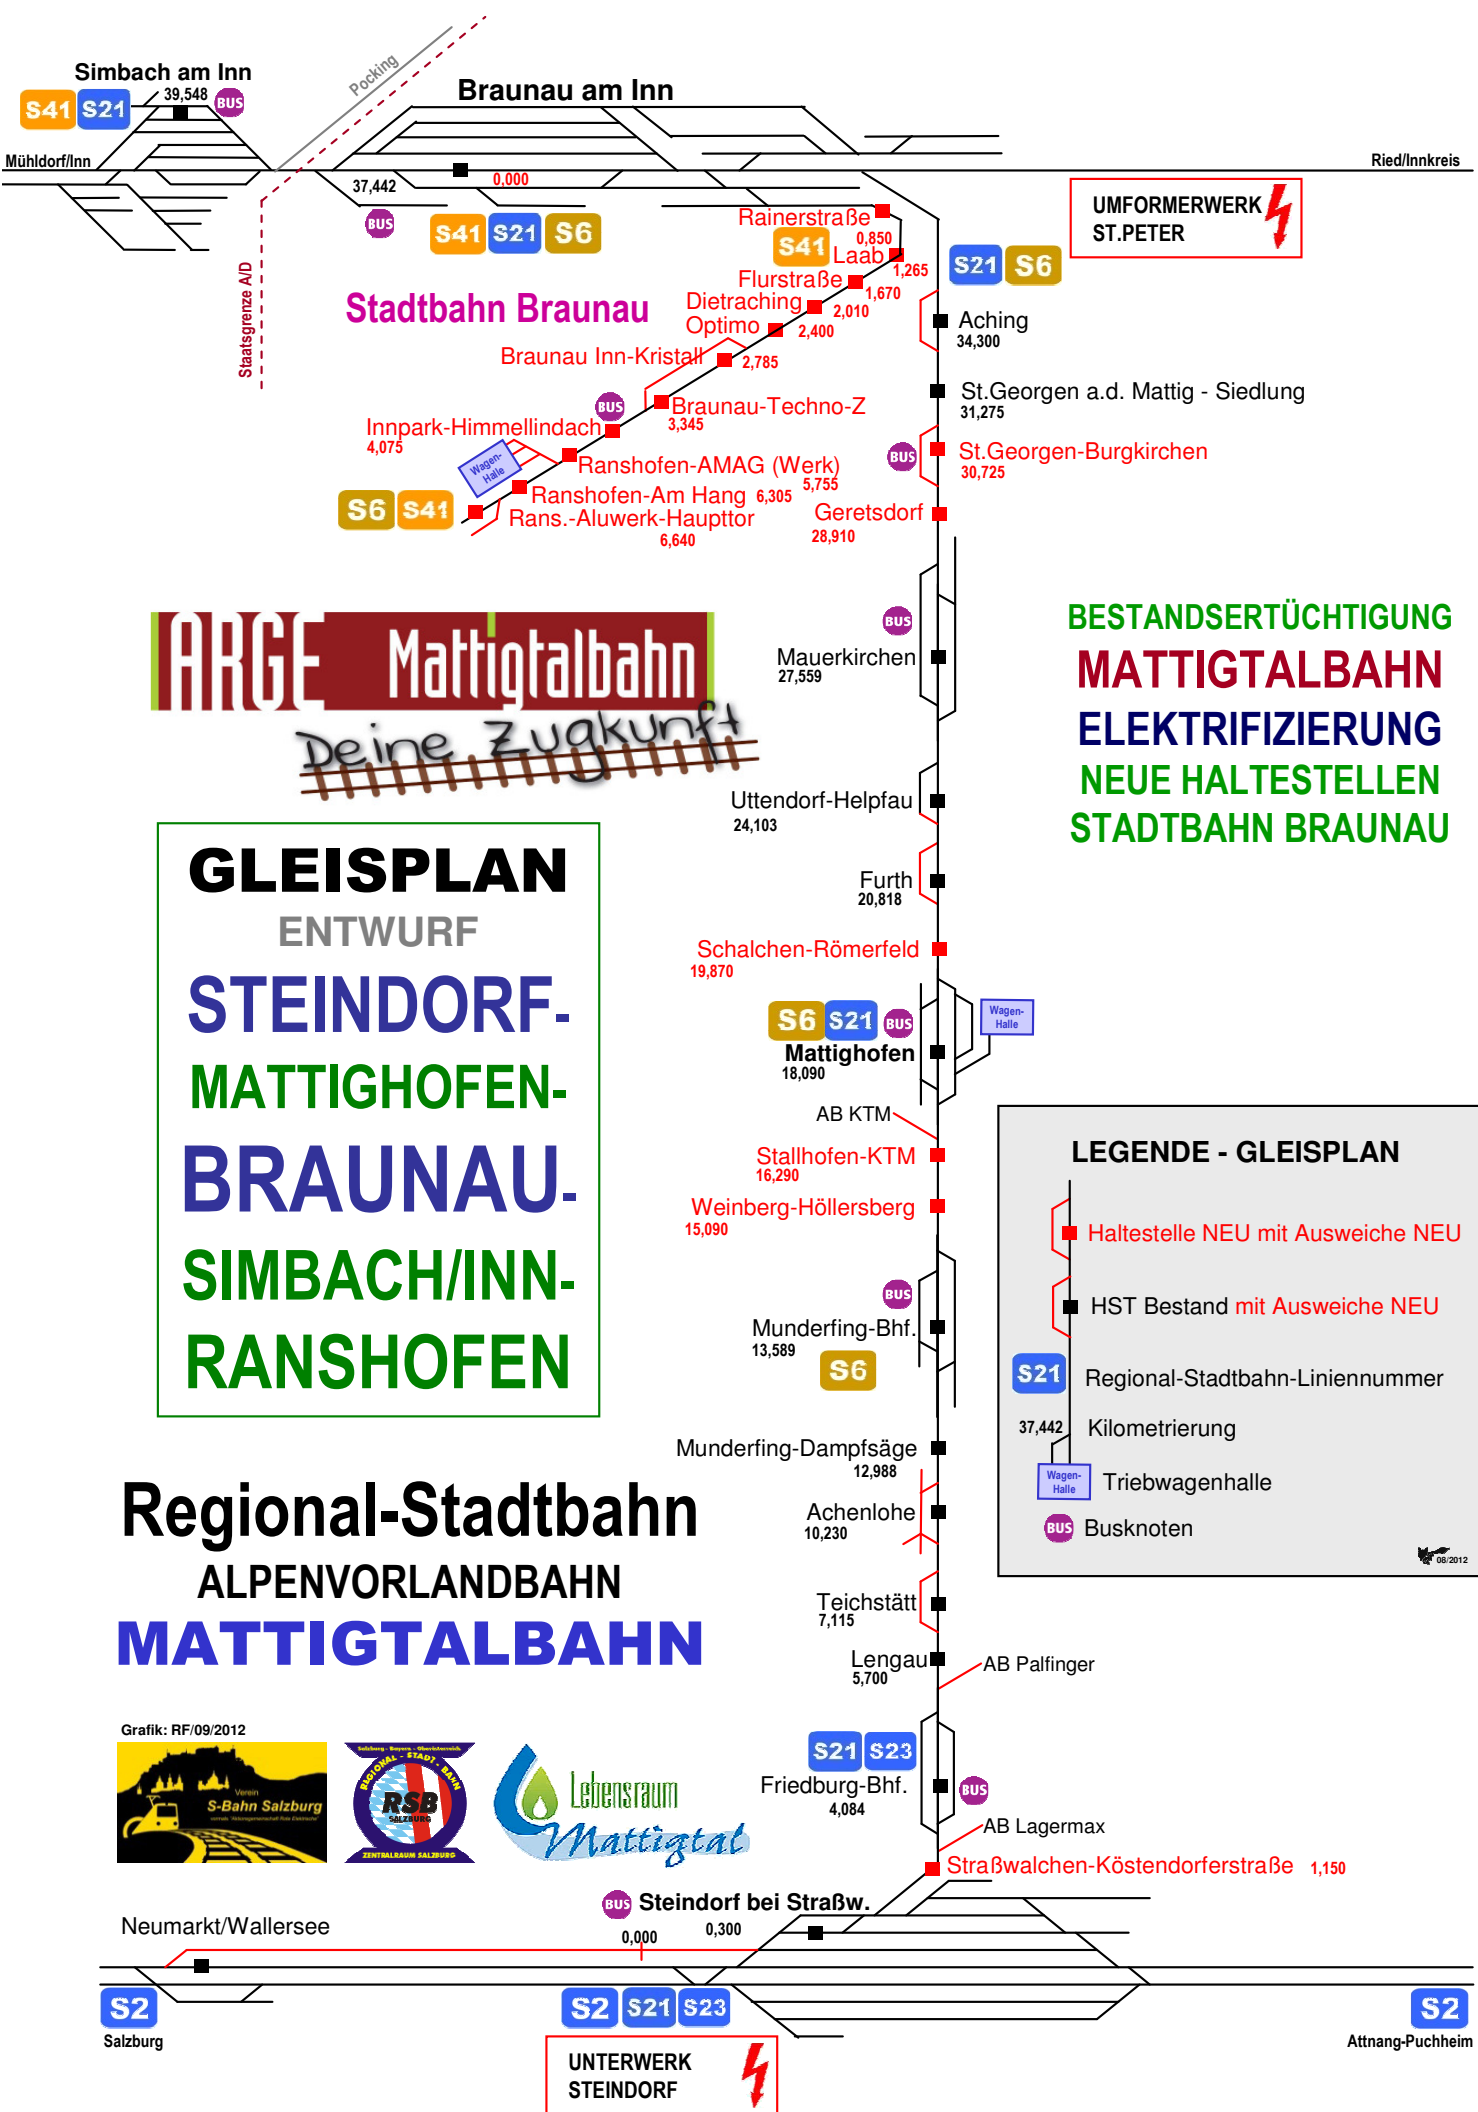 Simbach am Inn
39,548
BUS
S41 S21
Pocking
Braunau am Inn
Mühldorf/Inn
Ried/Innkreis
37,442
0,000
BUS
S41 S21 S6
Staatsgrenze A/D
UMFORMERWERK
ST.PETER
Rainerstraße
0,850
S41
Laab
1,265
S21 S6
Flurstraße
1,670
Dietraching
2,010
Optimo
2,400
Stadtbahn Braunau
Braunau Inn-Kristall
2,785
BUS
Braunau-Techno-Z
3,345
Innpark-Himmellindach
4,075
Wagen-
Halle
Ranshofen-AMAG (Werk)
5,755
Ranshofen-Am Hang 6,305
S6 S41
Rans.-Aluwerk-Haupttor
6,640
Aching
34,300
St.Georgen a.d. Mattig - Siedlung
31,275
BUS
St.Georgen-Burgkirchen
30,725
Geretsdorf
28,910
ARGE Mattigtalbahn
Deine Zugkunft
BUS
Mauerkirchen
27,559
BESTANDSERTÜCHTIGUNG
MATTIGTALBAHN
ELEKTRIFIZIERUNG
NEUE HALTESTELLEN
STADTBAHN BRAUNAU
Uttendorf-Helpfau
24,103
Furth
20,818
Schalchen-Römerfeld
19,870
S6 S21 BUS
Mattighofen
18,090
Wagen-
Halle
AB KTM
Stallhofen-KTM
16,290
Weinberg-Höllersberg
15,090
BUS
Munderfing-Bhf.
13,589
S6
Munderfing-Dampfsäge
12,988
Achenlohe
10,230
Teichstätt
7,115
Lengau
5,700
AB Palfinger
S21 S23
Friedburg-Bhf.
4,084
BUS
AB Lagermax
Straßwalchen-Köstendorferstraße 1,150
GLEISPLAN
ENTWURF
STEINDORF-
MATTIGHOFEN-
BRAUNAU-
SIMBACH/INN-
RANSHOFEN
LEGENDE - GLEISPLAN
Haltestelle NEU mit Ausweiche NEU
HST Bestand mit Ausweiche NEU
S21 Regional-Stadtbahn-Liniennummer
37,442 Kilometrierung
Wagen-
Halle
Triebwagenhalle
BUS Busknoten
08/2012
Regional-Stadtbahn
ALPENVORLANDBAHN
MATTIGTALBAHN
Grafik: RF/09/2012
Verein
S-Bahn Salzburg
Salzburg - Bayern - Oberösterreich
REGIONAL - STADT - BAHN
RSB
SALZBURG
ZENTRALRAUM SALZBURG
Lebensraum
Mattigtal
BUS Steindorf bei Straßw.
0,000
0,300
Neumarkt/Wallersee
S2
Salzburg
S2 S21 S23
S2
Attnang-Puchheim
UNTERWERK
STEINDORF